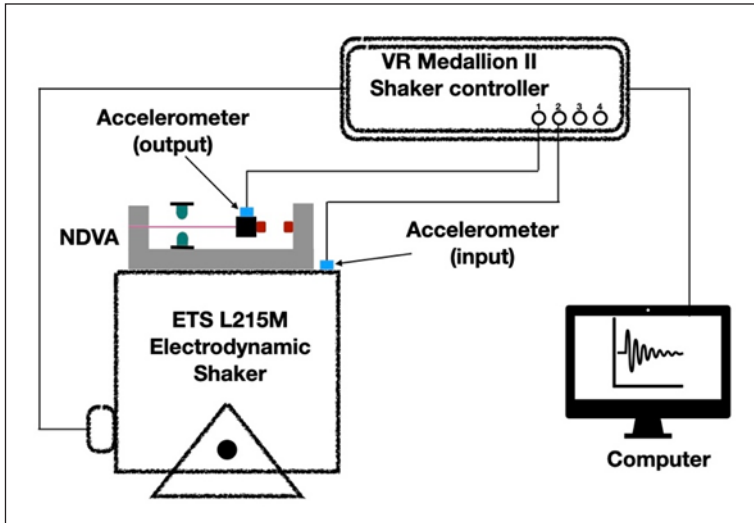 VR Medallion II
Shaker controller
1 2 3 4
Accelerometer
(output)
NDVA
Accelerometer
(input)
ETS L215M
Electrodynamic
Shaker
Computer